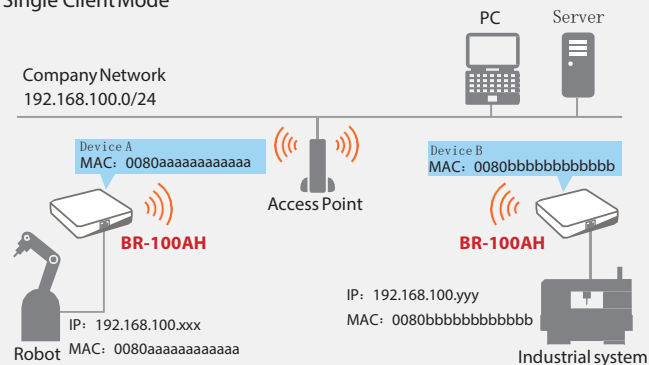 Single Client Mode
PC
Server
Company Network
192.168.100.0/24
Device A
MAC: 0080aaaaaaaaaaaa
Device B
MAC: 0080bbbbbbbbbbbb
Access Point
BR-100AH
BR-100AH
IP: 192.168.100.xxx
MAC: 0080aaaaaaaaaaaa
Robot
IP: 192.168.100.yyy
MAC: 0080bbbbbbbbbbbb
Industrial system